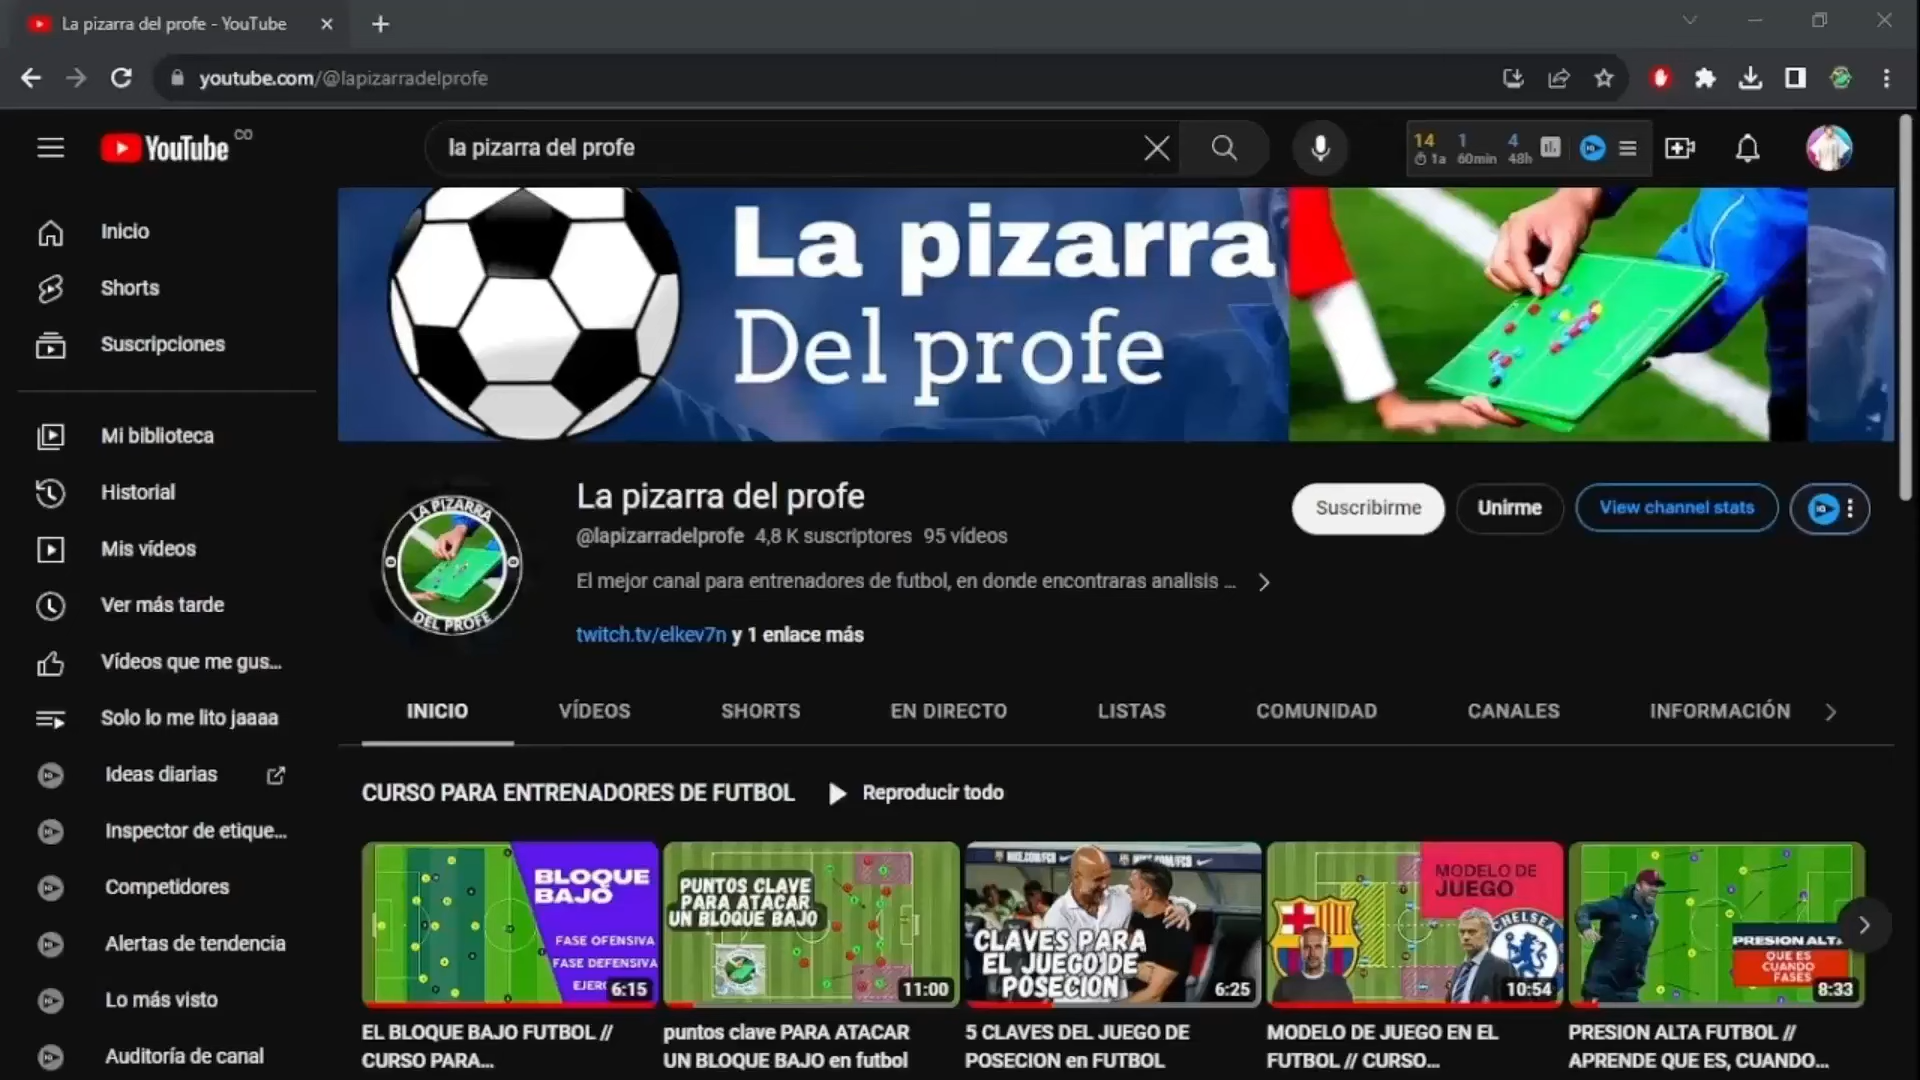 La pizarra del profe - YouTube
youtube.com/@lapizarradelprofe
YouTube CO
la pizarra del profe
14 1 4
1a 60min 48h
Inicio
Shorts
Suscripciones
Mi biblioteca
Historial
Mis vídeos
Ver más tarde
Vídeos que me gus...
Solo lo me lito jaaaa
Ideas diarias
Inspector de etique...
Competidores
Alertas de tendencia
Lo más visto
Auditoría de canal
La pizarra
Del profe
LA PIZARRA
DEL PROFE
La pizarra del profe
@lapizarradelprofe 4,8 K suscriptores 95 vídeos
El mejor canal para entrenadores de futbol, en donde encontraras analisis ...
twitch.tv/elkev7n y 1 enlace más
Suscribirme
Unirme
View channel stats
INICIO VÍDEOS SHORTS EN DIRECTO LISTAS COMUNIDAD CANALES INFORMACIÓN
CURSO PARA ENTRENADORES DE FUTBOL
Reproducir todo
BLOQUE
BAJO
FASE OFENSIVA
FASE DEFENSIVA
6:15
EL BLOQUE BAJO FUTBOL //
CURSO PARA...
PUNTOS CLAVE
PARA ATACAR
UN BLOQUE BAJO
11:00
puntos clave PARA ATACAR
UN BLOQUE BAJO en futbol
CLAVES PARA
EL JUEGO DE
POSECION
6:25
5 CLAVES DEL JUEGO DE
POSECION en FUTBOL
MODELO DE
JUEGO
CHELSEA
10:54
MODELO DE JUEGO EN EL
FUTBOL // CURSO...
PRESION ALTA
QUE ES
CUANDO
FASES
8:33
PRESION ALTA FUTBOL //
APRENDE QUE ES, CUANDO...